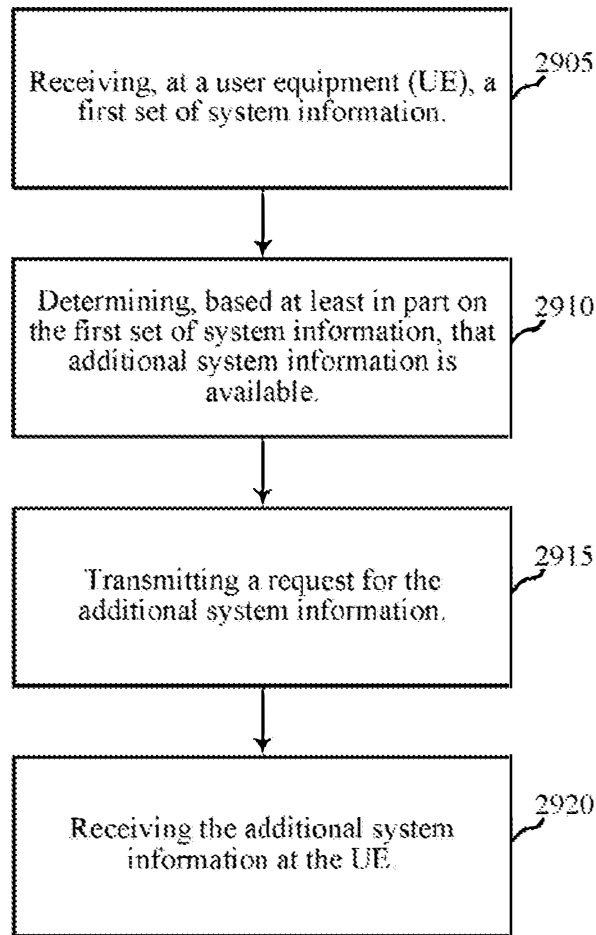 Receiving, at a user equipment (UE), a
first set of system information.
2905
Determining, based at least in part on
the first set of system information, that
additional system information is
available.
2910
Transmitting a request for the
additional system information.
2915
Receiving the additional system
information at the UE
2920